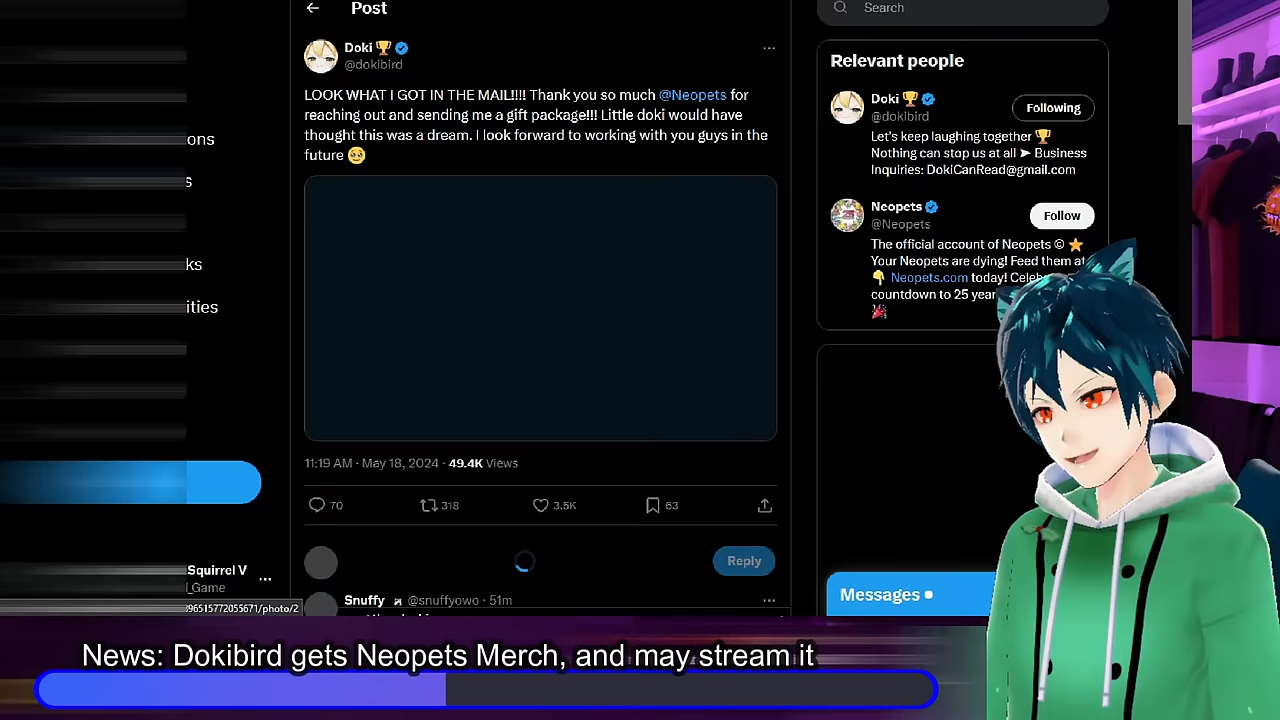 Post
Search
Doki 🏆
@dokibird
LOOK WHAT I GOT IN THE MAIL!!!! Thank you so much @Neopets for
reaching out and sending me a gift package!!! Little doki would have
thought this was a dream. I look forward to working with you guys in the
future 🥹
11:19 AM · May 18, 2024 · 49.4K Views
70
318
3.5K
63
Reply
Snuffy
@snuffyowo · 51m
Relevant people
Doki 🏆
@dokibird
Following
Let's keep laughing together 🏆
Nothing can stop us at all ➤ Business
Inquiries: DokiCanRead@gmail.com
Neopets
@Neopets
Follow
The official account of Neopets © ⭐
Your Neopets are dying! Feed them at
👇 Neopets.com today! Celeb
countdown to 25 year
🎉
Messages
ons
s
ks
ities
Squirrel V
_Game
96515772055671/photo/2
News: Dokibird gets Neopets Merch, and may stream it